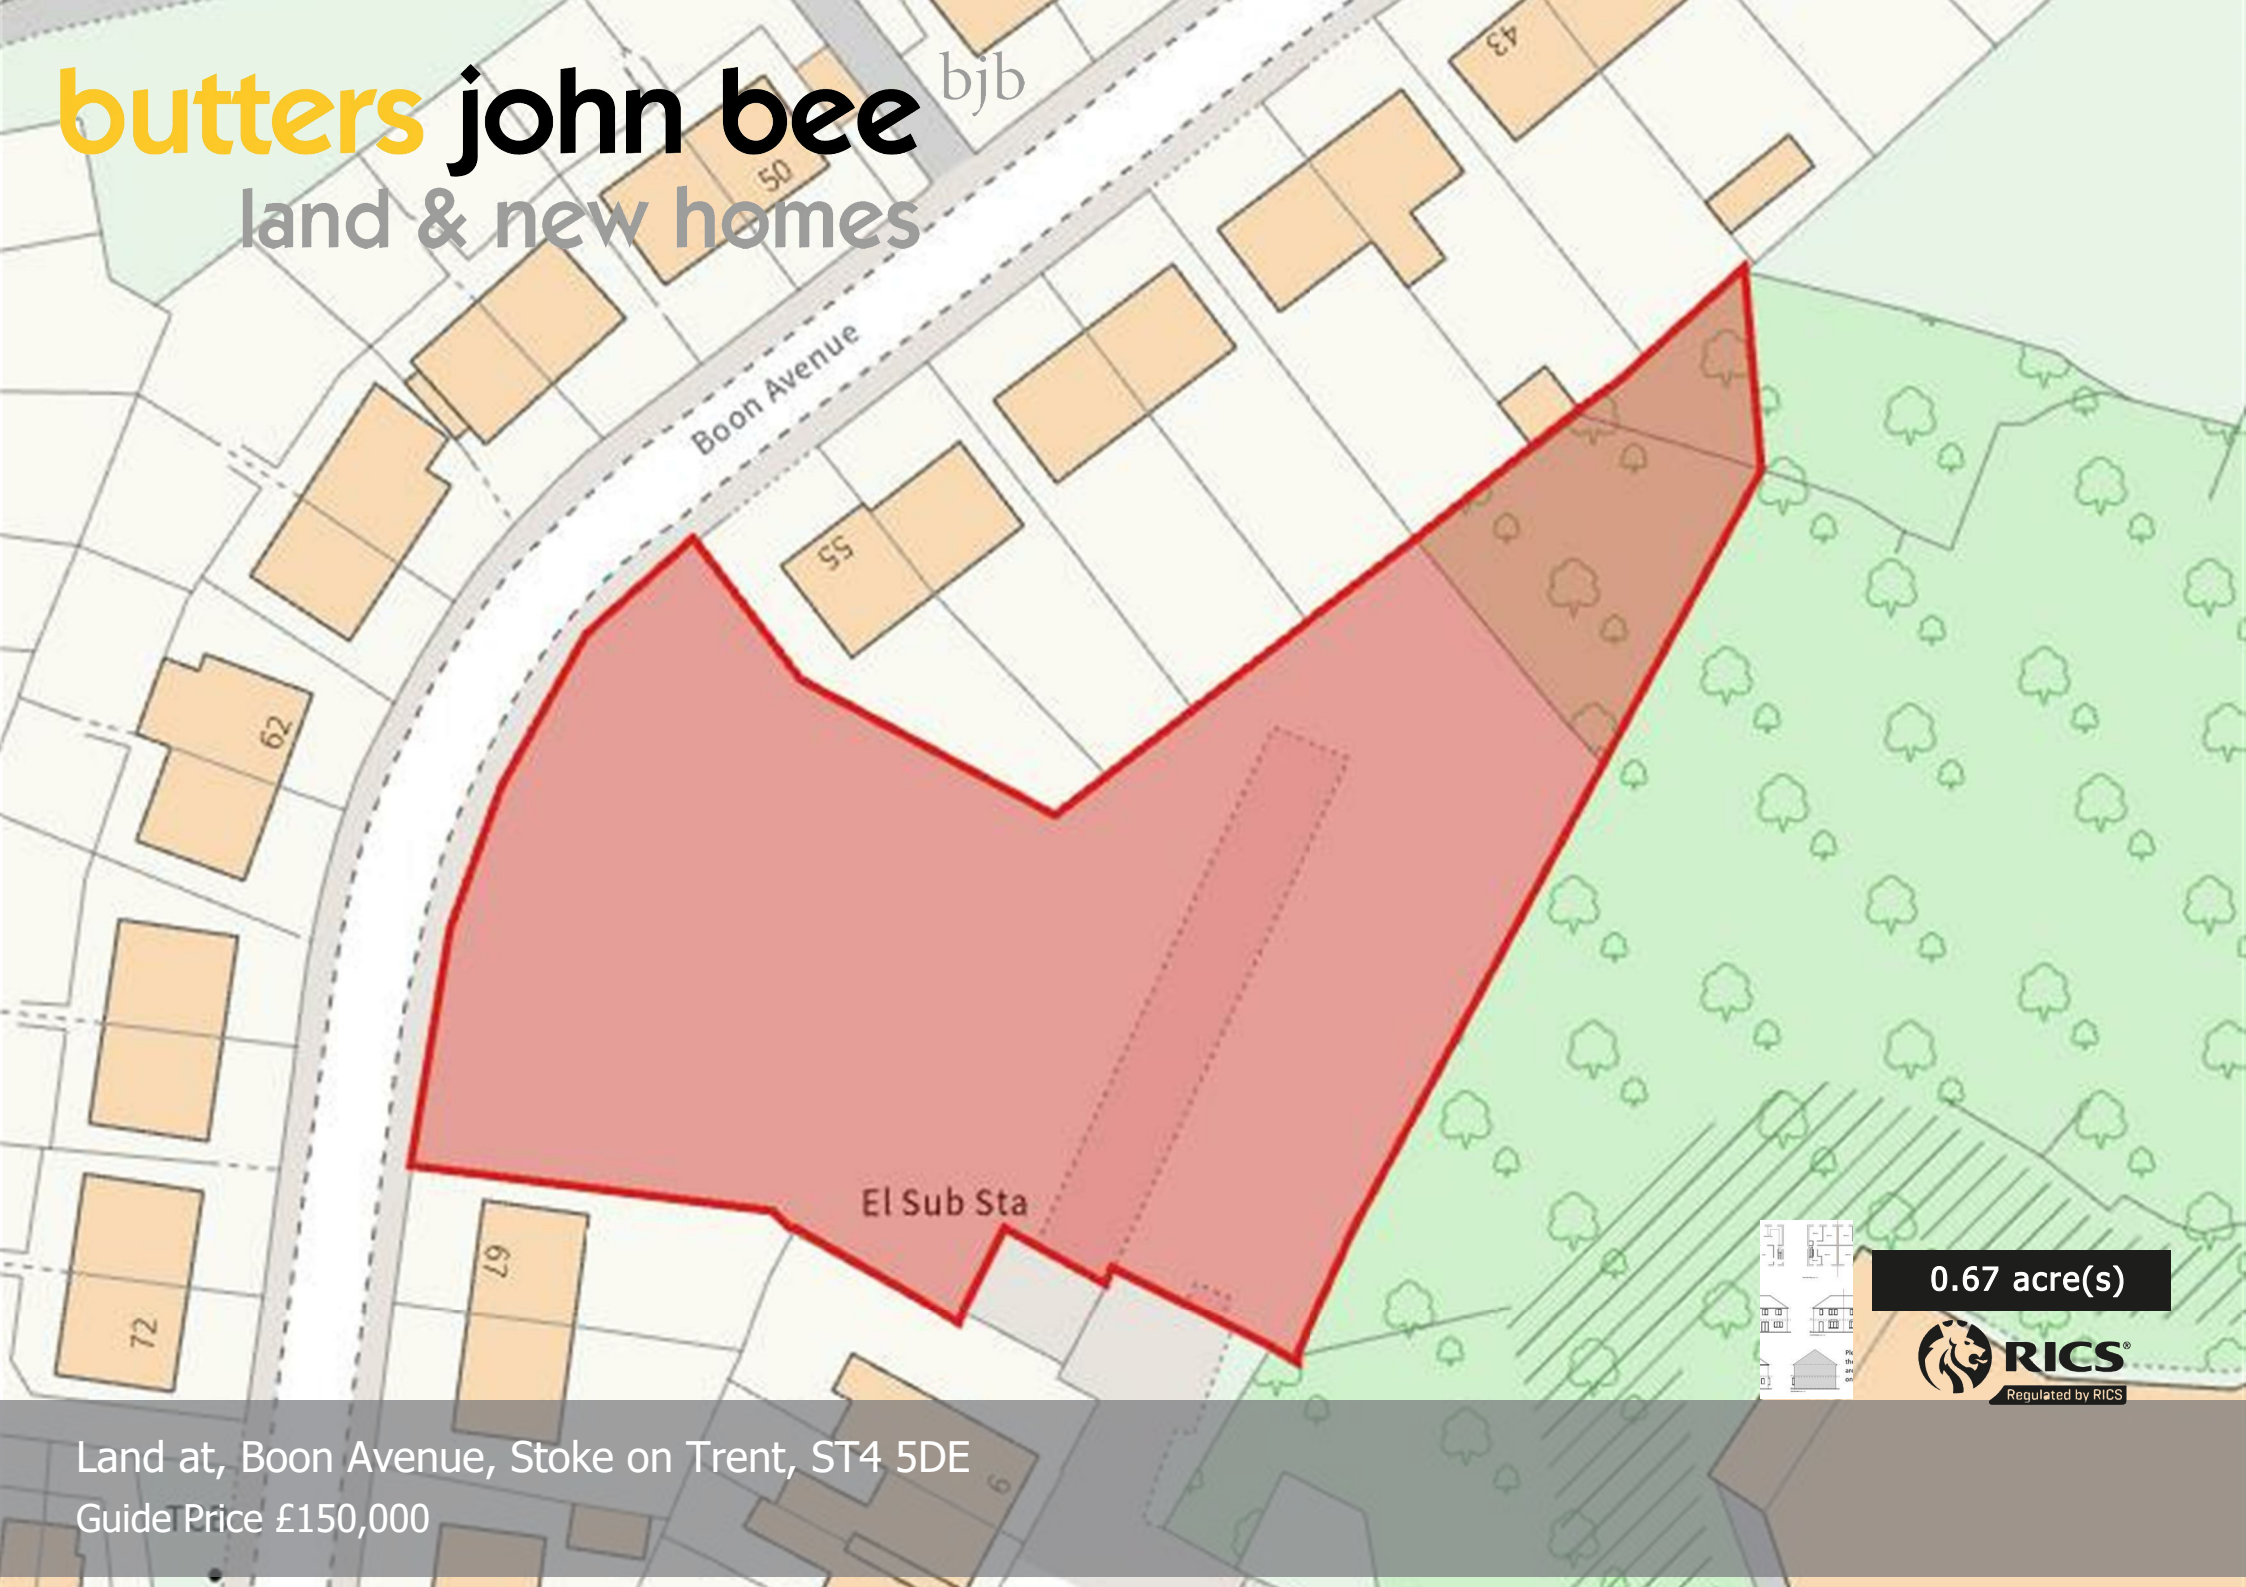 butters john bee bjb
land & new homes
43
50
Boon Avenue
55
62
El Sub Sta
67
72
0.67 acre(s)
RICS®
Regulated by RICS
Land at, Boon Avenue, Stoke on Trent, ST4 5DE
9
Guide Price £150,000